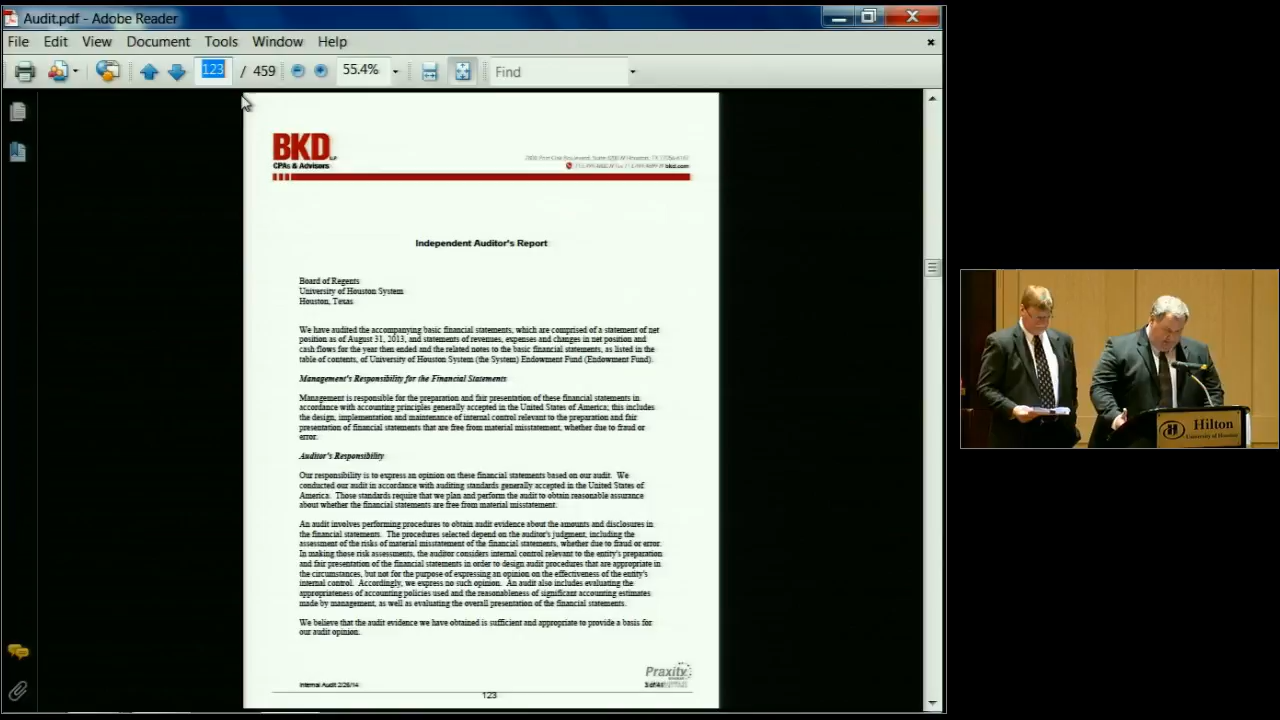 Audit.pdf - Adobe Reader
File Edit View Document Tools Window Help
123 / 459 55.4% Find
BKD LLP
CPAs & Advisors
bkd.com
Independent Auditor's Report
Board of Regents
University of Houston System
Houston, Texas
We have audited the accompanying basic financial statements, which are comprised of a statement of net
position as of August 31, 2013, and statements of revenues, expenses and changes in net position and
cash flows for the year then ended and the related notes to the basic financial statements, as listed in the
table of contents, of University of Houston System (the System) Endowment Fund (Endowment Fund).
Management's Responsibility for the Financial Statements
Management is responsible for the preparation and fair presentation of these financial statements in
accordance with accounting principles generally accepted in the United States of America; this includes
the design, implementation and maintenance of internal control relevant to the preparation and fair
presentation of financial statements that are free from material misstatement, whether due to fraud or
error.
Auditor's Responsibility
Our responsibility is to express an opinion on these financial statements based on our audit. We
conducted our audit in accordance with auditing standards generally accepted in the United States of
America. Those standards require that we plan and perform the audit to obtain reasonable assurance
about whether the financial statements are free from material misstatement.
An audit involves performing procedures to obtain audit evidence about the amounts and disclosures in
the financial statements. The procedures selected depend on the auditor's judgment, including the
assessment of the risks of material misstatement of the financial statements, whether due to fraud or error.
In making those risk assessments, the auditor considers internal control relevant to the entity's preparation
and fair presentation of the financial statements in order to design audit procedures that are appropriate in
the circumstances, but not for the purpose of expressing an opinion on the effectiveness of the entity's
internal control. Accordingly, we express no such opinion. An audit also includes evaluating the
appropriateness of accounting policies used and the reasonableness of significant accounting estimates
made by management, as well as evaluating the overall presentation of the financial statements.
We believe that the audit evidence we have obtained is sufficient and appropriate to provide a basis for
our audit opinion.
Praxity
Internal Audit 2/26/14
123
Hilton
University of Houston